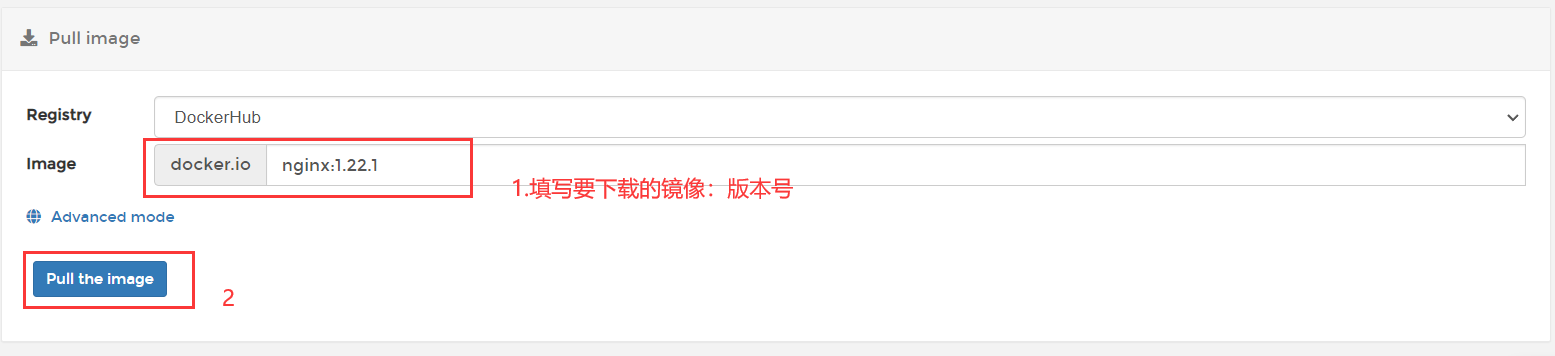 Pull image
Registry
DockerHub
Image
docker.io
nginx:1.22.1
1.填写要下载的镜像：版本号
Advanced mode
Pull the image
2